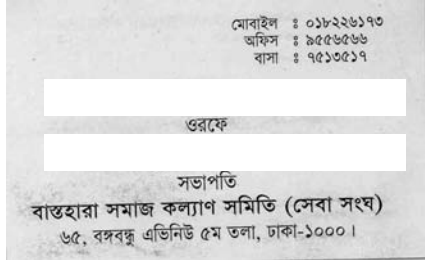 মোবাইল : ০১৮২২৬১৭৩
অফিস : ৯৫৫৬৫৬৬
বাসা : ৭৫১৩৫১৭
ওরফে
সভাপতি
বাস্তহারা সমাজ কল্যাণ সমিতি (সেবা সংঘ)
৬৫, বঙ্গবন্ধু এভিনিউ ৫ম তলা, ঢাকা-১০০০।